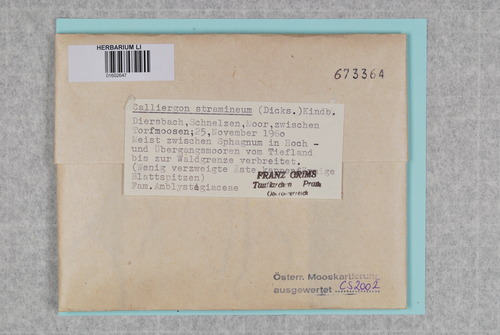 HERBARIUM LI
673364
Calliergon stramineum (Dicks.)Kindb.
Diersbach,Schnelzen,Moor,zwischen
Torfmoosen;25.November 1960
Meist zwischen Sphagnum in Hoch -
und Übergangsmooren vom Tiefland
bis zur Waldgrenze verbreitet.
(Wenig verzweigte Äste
Blattspitzen)
Fam.Amblystegiaceae
FRANZ GRIMS
Taufkirchen Pram
Oberösterreich
Österr. Mooskartierung
ausgewertet CS2002